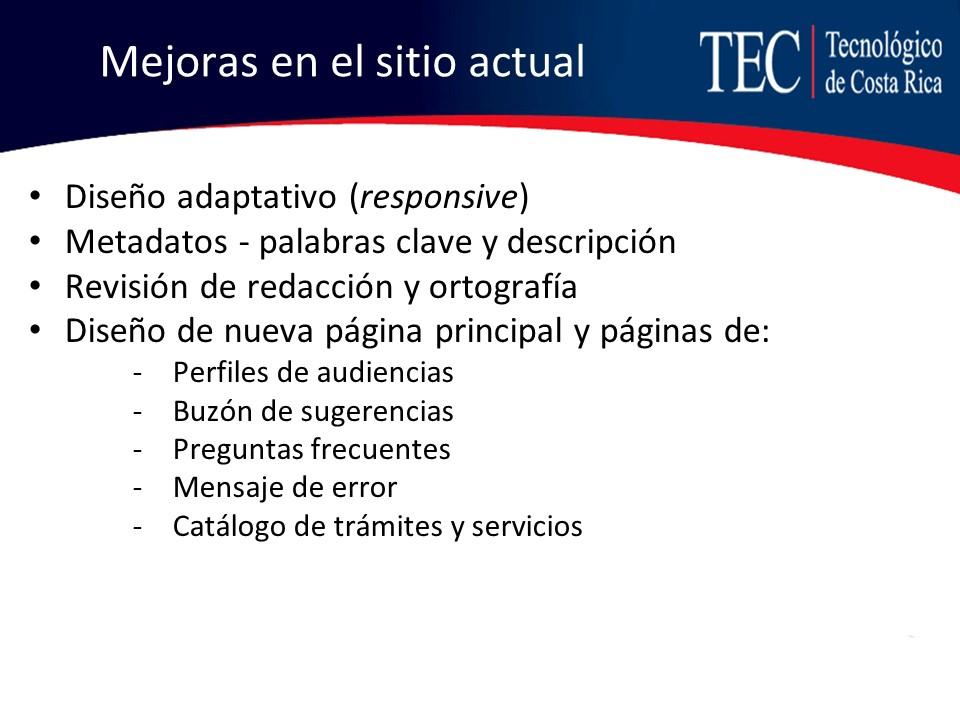 Mejoras en el sitio actual
TEC | Tecnológico
de Costa Rica
• Diseño adaptativo (responsive)
• Metadatos - palabras clave y descripción
• Revisión de redacción y ortografía
• Diseño de nueva página principal y páginas de:
- Perfiles de audiencias
- Buzón de sugerencias
- Preguntas frecuentes
- Mensaje de error
- Catálogo de trámites y servicios